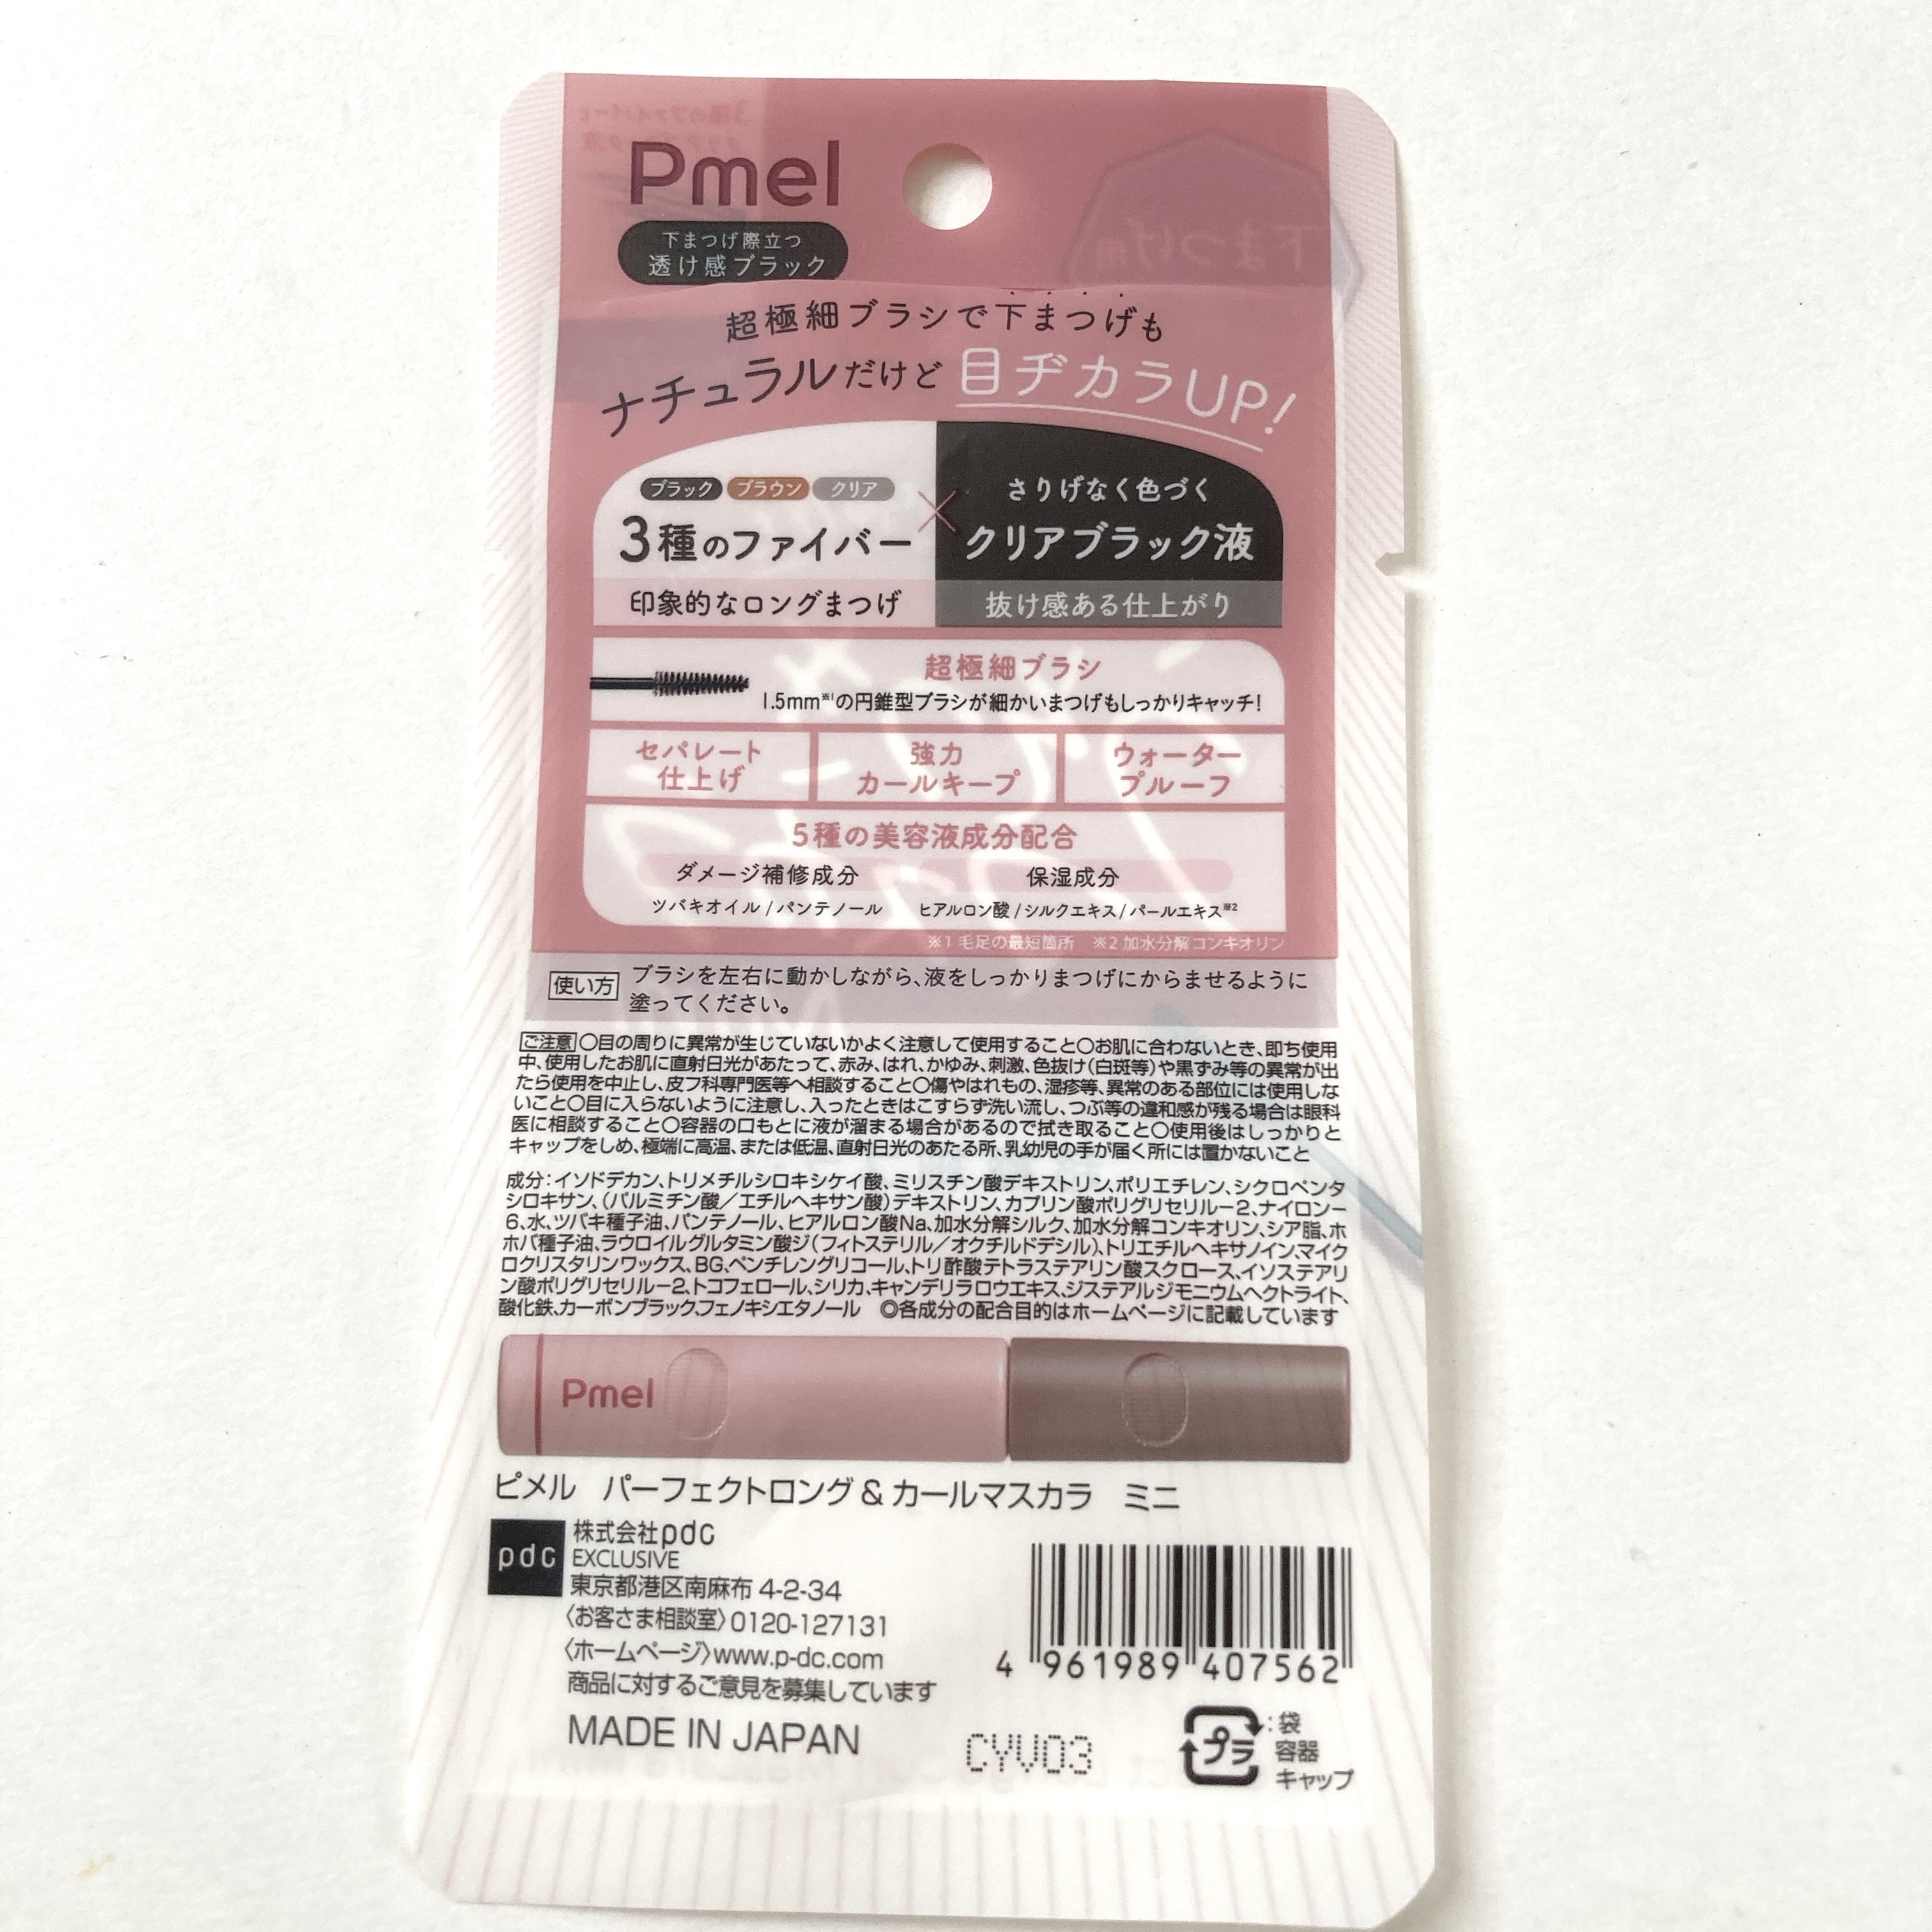 Pmel
下まつげ際立つ
透け感ブラック
下まつげ用
超極細ブラシで下まつげも
ナチュラルだけど 目ヂカラUP!
ブラック ブラウン クリア
3種のファイバー
印象的なロングまつげ
×
さりげなく色づく
クリアブラック液
抜け感ある仕上がり
超極細ブラシ
1.5mm※1の円錐型ブラシが細かいまつげもしっかりキャッチ!
セパレート
仕上げ
強力
カールキープ
ウォーター
プルーフ
5種の美容液成分配合
ダメージ補修成分
ツバキオイル/パンテノール
保湿成分
ヒアルロン酸/シルクエキス/パールエキス※2
※1 毛足の最短箇所 ※2 加水分解コンキオリン
使い方 ブラシを左右に動かしながら、液をしっかりまつげにからませるように
塗ってください。
ご注意 〇目の周りに異常が生じていないかよく注意して使用すること〇お肌に合わないとき、即ち使用
中、使用したお肌に直射日光があたって、赤み、はれ、かゆみ、刺激、色抜け(白斑等)や黒ずみ等の異常が出
たら使用を中止し、皮フ科専門医等へ相談すること〇傷やはれもの、湿疹等、異常のある部位には使用しな
いこと〇目に入らないように注意し、入ったときはこすらず洗い流し、つぶ等の違和感が残る場合は眼科
医に相談すること〇容器の口もとに液が溜まる場合があるので拭き取ること〇使用後はしっかりと
キャップをしめ、極端に高温、または低温、直射日光のあたる所、乳幼児の手が届く所には置かないこと
成分:イソドデカン、トリメチルシロキシケイ酸、ミリスチン酸デキストリン、ポリエチレン、シクロペンタ
シロキサン、(パルミチン酸/エチルヘキサン酸)デキストリン、カプリン酸ポリグリセリル-2、ナイロン-
6、水、ツバキ種子油、パンテノール、ヒアルロン酸Na、加水分解シルク、加水分解コンキオリン、シア脂、ホ
ホバ種子油、ラウロイルグルタミン酸ジ(フィトステリル/オクチルドデシル)、トリエチルヘキサノイン、マイク
ロクリスタリンワックス、BG、ペンチレングリコール、トリ酢酸テトラステアリン酸スクロース、イソステアリ
ン酸ポリグリセリル-2、トコフェロール、シリカ、キャンデリラロウエキス、ジステアルジモニウムヘクトライト、
酸化鉄、カーボンブラック、フェノキシエタノール ◎各成分の配合目的はホームページに記載しています
Pmel
ピメル パーフェクトロング&カールマスカラ ミニ
pdc
株式会社pdc
EXCLUSIVE
東京都港区南麻布 4-2-34
〈お客さま相談室〉0120-127131
〈ホームページ〉www.p-dc.com
商品に対するご意見を募集しています
MADE IN JAPAN
4 961989 407562
CYV03
プラ
:袋
容器
キャップ